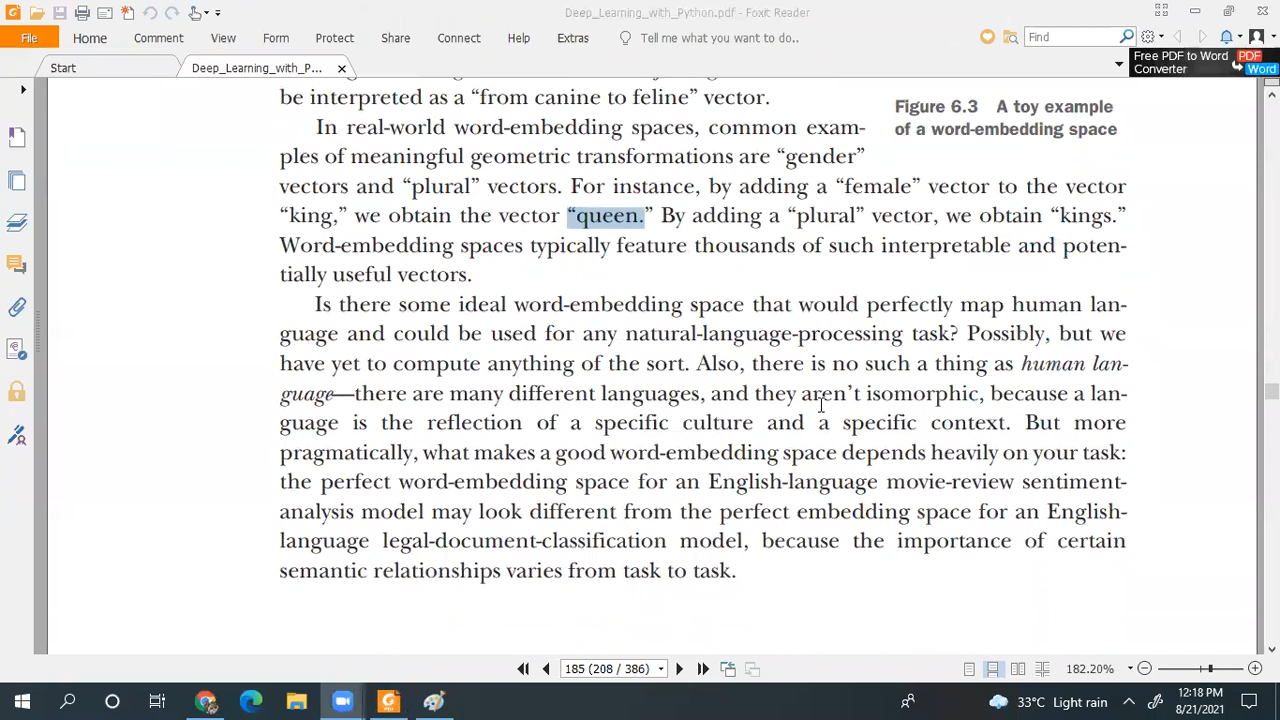 Deep_Learning_with_Python.pdf - Foxit Reader
File Home Comment View Form Protect Share Connect Help Extras Tell me what you want to do.. Find
Start Deep_Learning_with_P... Free PDF to Word Converter PDF Word
be interpreted as a “from canine to feline” vector.
Figure 6.3 A toy example
of a word-embedding space
In real-world word-embedding spaces, common exam-
ples of meaningful geometric transformations are “gender”
vectors and “plural” vectors. For instance, by adding a “female” vector to the vector
“king,” we obtain the vector “queen.” By adding a “plural” vector, we obtain “kings.”
Word-embedding spaces typically feature thousands of such interpretable and poten-
tially useful vectors.
Is there some ideal word-embedding space that would perfectly map human lan-
guage and could be used for any natural-language-processing task? Possibly, but we
have yet to compute anything of the sort. Also, there is no such a thing as human lan-
guage—there are many different languages, and they aren’t isomorphic, because a lan-
guage is the reflection of a specific culture and a specific context. But more
pragmatically, what makes a good word-embedding space depends heavily on your task:
the perfect word-embedding space for an English-language movie-review sentiment-
analysis model may look different from the perfect embedding space for an English-
language legal-document-classification model, because the importance of certain
semantic relationships varies from task to task.
185 (208 / 386) 182.20%
33°C Light rain 12:18 PM
8/21/2021